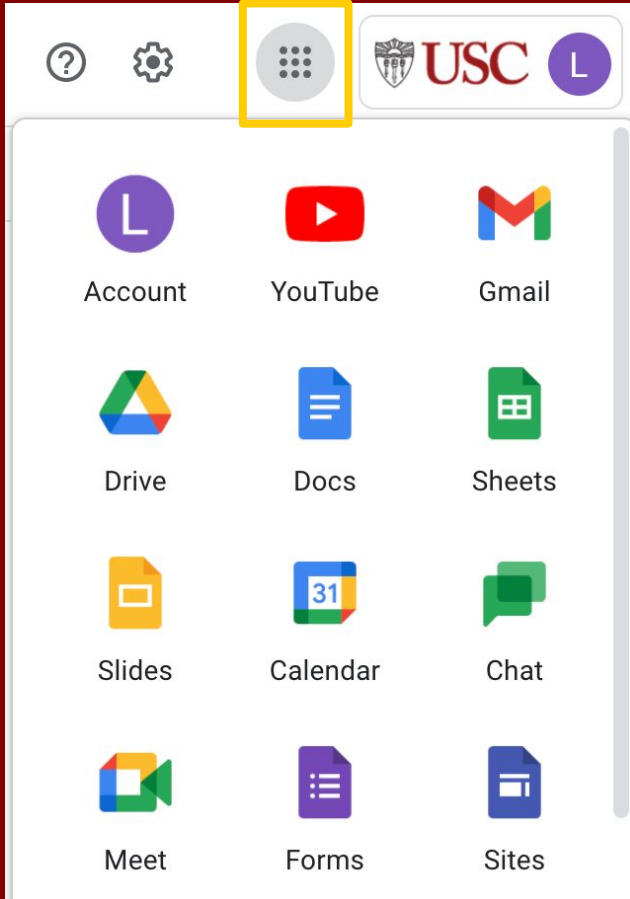 USC L
L
Account YouTube Gmail
Drive Docs Sheets
31
Slides Calendar Chat
Meet Forms Sites